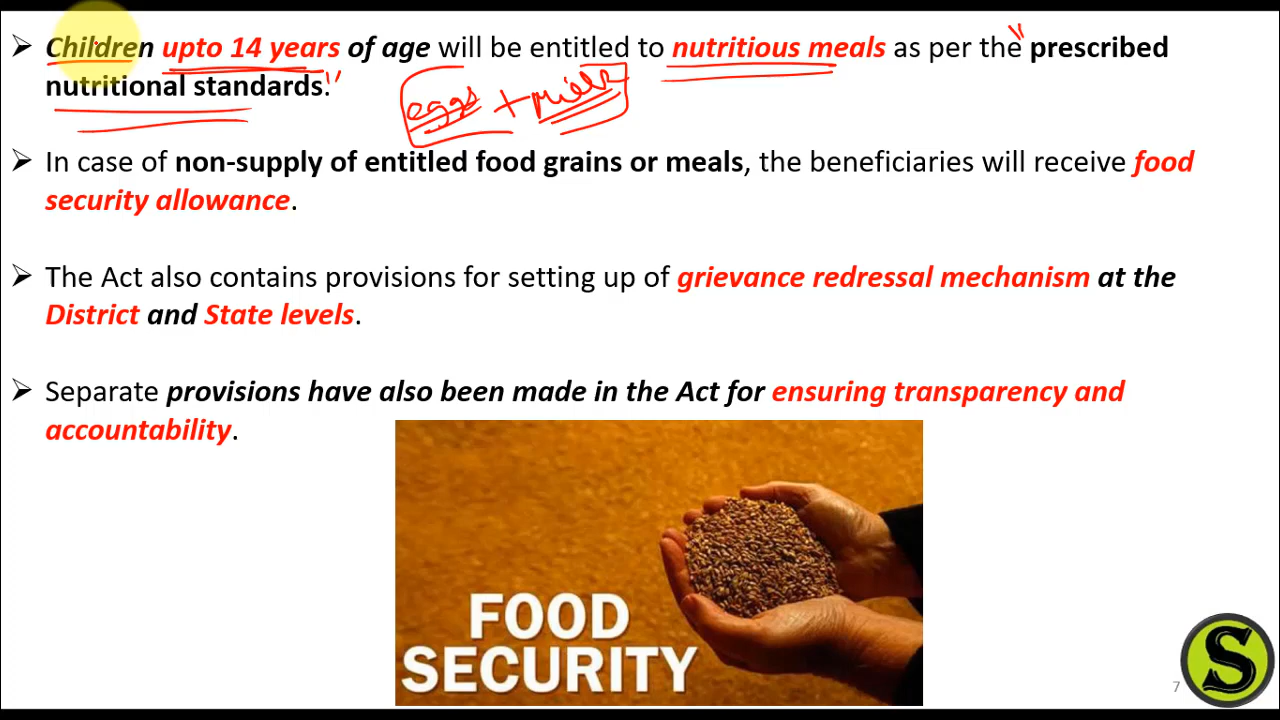 ➢ Children upto 14 years of age will be entitled to nutritious meals as per the " prescribed
nutritional standards. "
eggs + milk
➢ In case of non-supply of entitled food grains or meals, the beneficiaries will receive food
security allowance.
➢ The Act also contains provisions for setting up of grievance redressal mechanism at the
District and State levels.
➢ Separate provisions have also been made in the Act for ensuring transparency and
accountability.
FOOD
SECURITY
S
7